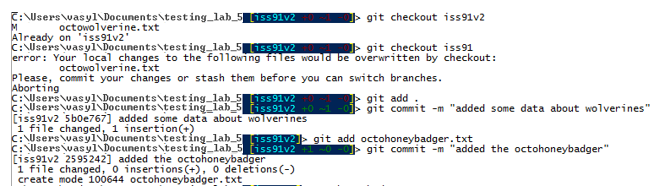 C:\Users\vasyl\Documents\testing_lab_5 [iss91v2 +0 ~1 -0]> git checkout iss91v2
M       octowolverine.txt
Already on 'iss91v2'
C:\Users\vasyl\Documents\testing_lab_5 [iss91v2 +0 ~1 -0]> git checkout iss91
error: Your local changes to the following files would be overwritten by checkout:
        octowolverine.txt
Please, commit your changes or stash them before you can switch branches.
Aborting
C:\Users\vasyl\Documents\testing_lab_5 [iss91v2 +0 ~1 -0]> git add .
C:\Users\vasyl\Documents\testing_lab_5 [iss91v2 +0 ~1 -0]> git commit -m "added some data about wolverines"
[iss91v2 5b0e767] added some data about wolverines
 1 file changed, 1 insertion(+)
C:\Users\vasyl\Documents\testing_lab_5 [iss91v2]> git add octohoneybadger.txt
C:\Users\vasyl\Documents\testing_lab_5 [iss91v2 +1 ~0 -0]> git commit -m "added the octohoneybadger"
[iss91v2 2595242] added the octohoneybadger
 1 file changed, 0 insertions(+), 0 deletions(-)
 create mode 100644 octohoneybadger.txt